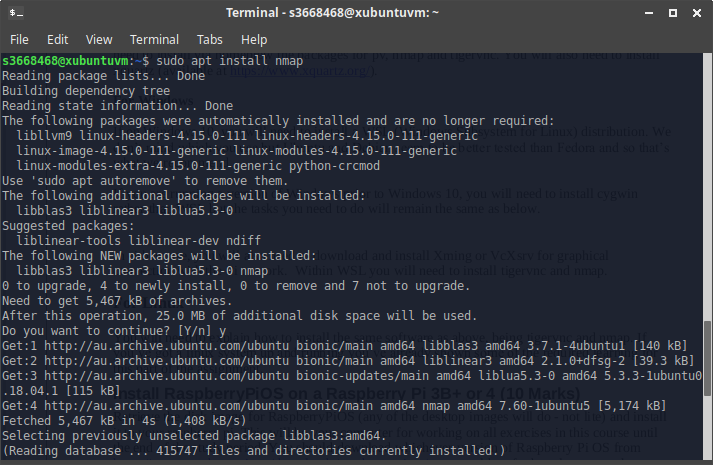 Terminal - s3668468@xubuntuvm: ~
File Edit View Terminal Tabs Help
s3668468@xubuntuvm:~$ sudo apt install nmap
Reading package lists... Done
Building dependency tree
Reading state information... Done
The following packages were automatically installed and are no longer required:
  libllvm9 linux-headers-4.15.0-111 linux-headers-4.15.0-111-generic
  linux-image-4.15.0-111-generic linux-modules-4.15.0-111-generic
  linux-modules-extra-4.15.0-111-generic python-crcmod
Use 'sudo apt autoremove' to remove them.
The following additional packages will be installed:
  libblas3 liblinear3 liblua5.3-0
Suggested packages:
  liblinear-tools liblinear-dev ndiff
The following NEW packages will be installed:
  libblas3 liblinear3 liblua5.3-0 nmap
0 to upgrade, 4 to newly install, 0 to remove and 7 not to upgrade.
Need to get 5,467 kB of archives.
After this operation, 25.0 MB of additional disk space will be used.
Do you want to continue? [Y/n] y
Get:1 http://au.archive.ubuntu.com/ubuntu bionic/main amd64 libblas3 amd64 3.7.1-4ubuntu1 [140 kB]
Get:2 http://au.archive.ubuntu.com/ubuntu bionic/main amd64 liblinear3 amd64 2.1.0+dfsg-2 [39.3 kB]
Get:3 http://au.archive.ubuntu.com/ubuntu bionic-updates/main amd64 liblua5.3-0 amd64 5.3.3-1ubuntu0
.18.04.1 [115 kB]
Get:4 http://au.archive.ubuntu.com/ubuntu bionic/main amd64 nmap amd64 7.60-1ubuntu5 [5,174 kB]
Fetched 5,467 kB in 4s (1,408 kB/s)
Selecting previously unselected package libblas3:amd64.
(Reading database ... 415747 files and directories currently installed.)